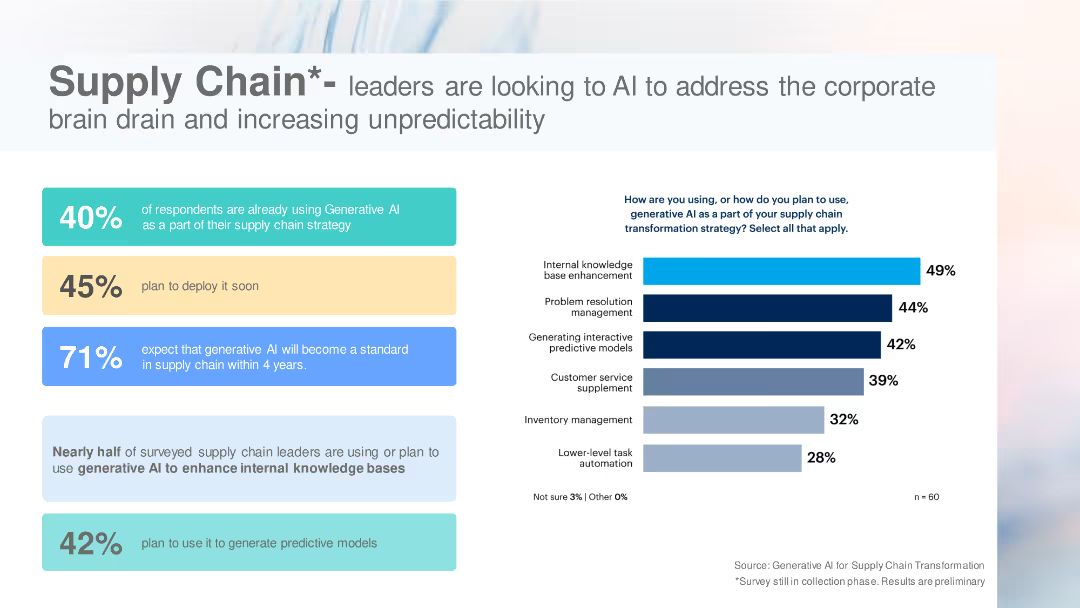 Supply Chain*- leaders are looking to AI to address the corporate
brain drain and increasing unpredictability
40%
of respondents are already using Generative AI
as a part of their supply chain strategy
45%
plan to deploy it soon
71%
expect that generative AI will become a standard
in supply chain within 4 years.
Nearly half of surveyed supply chain leaders are using or plan to
use generative AI to enhance internal knowledge bases
42%
plan to use it to generate predictive models
How are you using, or how do you plan to use,
generative AI as a part of your supply chain
transformation strategy? Select all that apply.
Internal knowledge
base enhancement
49%
Problem resolution
management
44%
Generating interactive
predictive models
42%
Customer service
supplement
39%
Inventory management
32%
Lower-level task
automation
28%
Not sure 3% | Other 0%
n = 60
Source: Generative AI for Supply Chain Transformation
*Survey still in collection phase. Results are preliminary